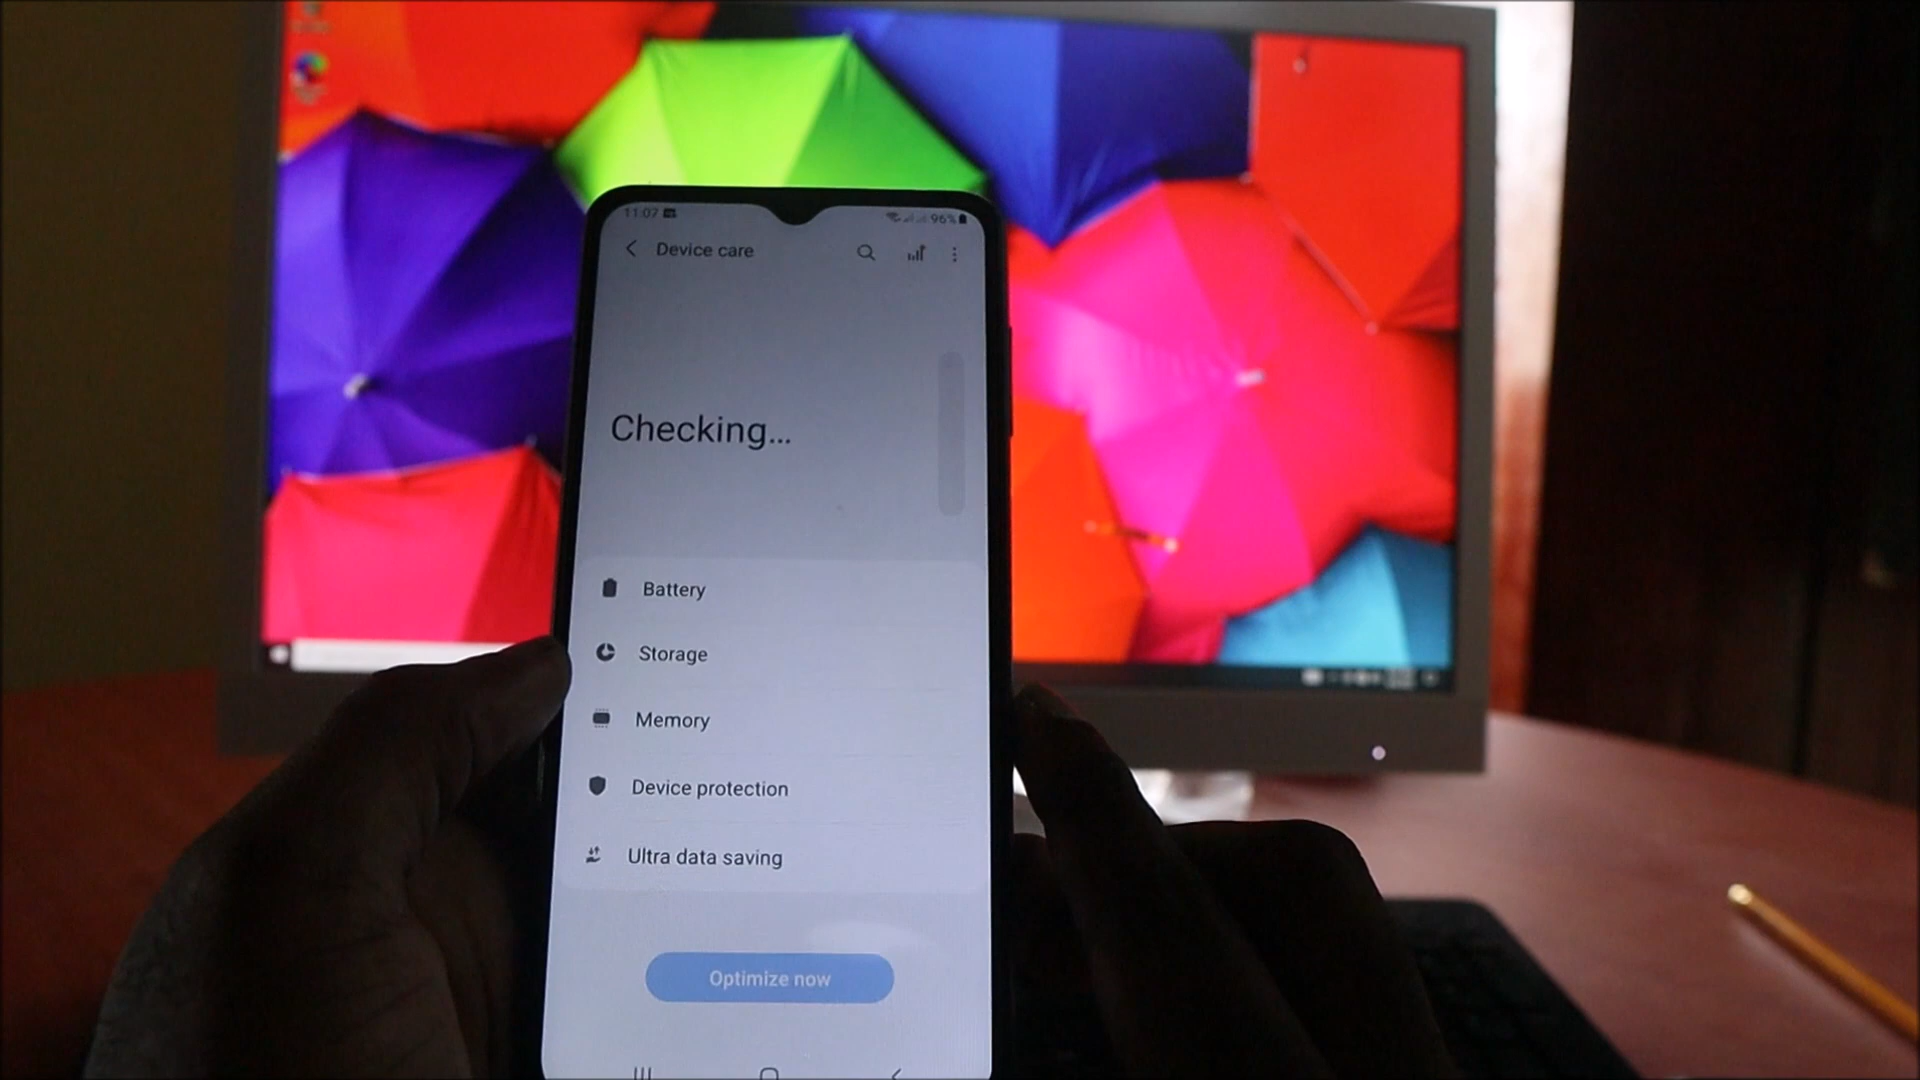 11:07
96%
Device care
Checking...
Battery
Storage
Memory
Device protection
Ultra data saving
Optimize now